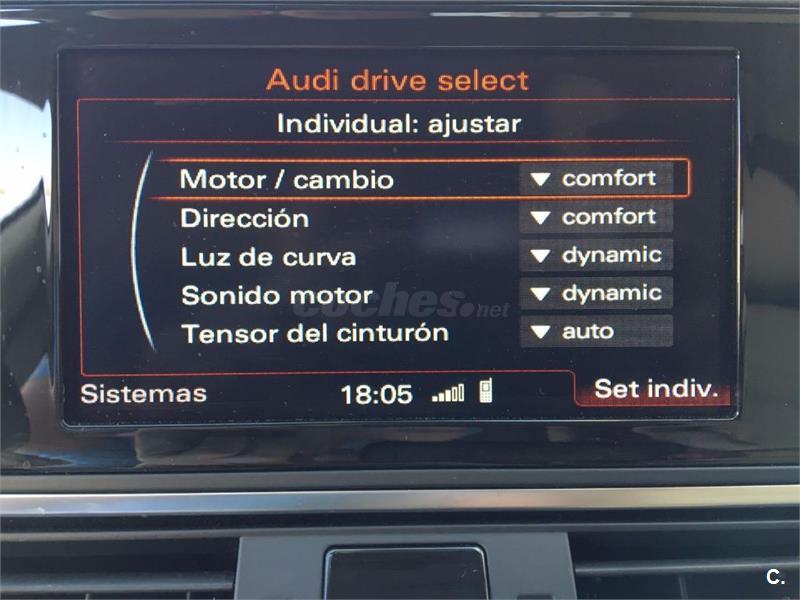 Audi drive select
Individual: ajustar
Motor / cambio ▼ comfort
Dirección ▼ comfort
Luz de curva ▼ dynamic
Sonido motor ▼ dynamic
coches.net
Tensor del cinturón ▼ auto
Sistemas 18:05 Set indiv.
C.